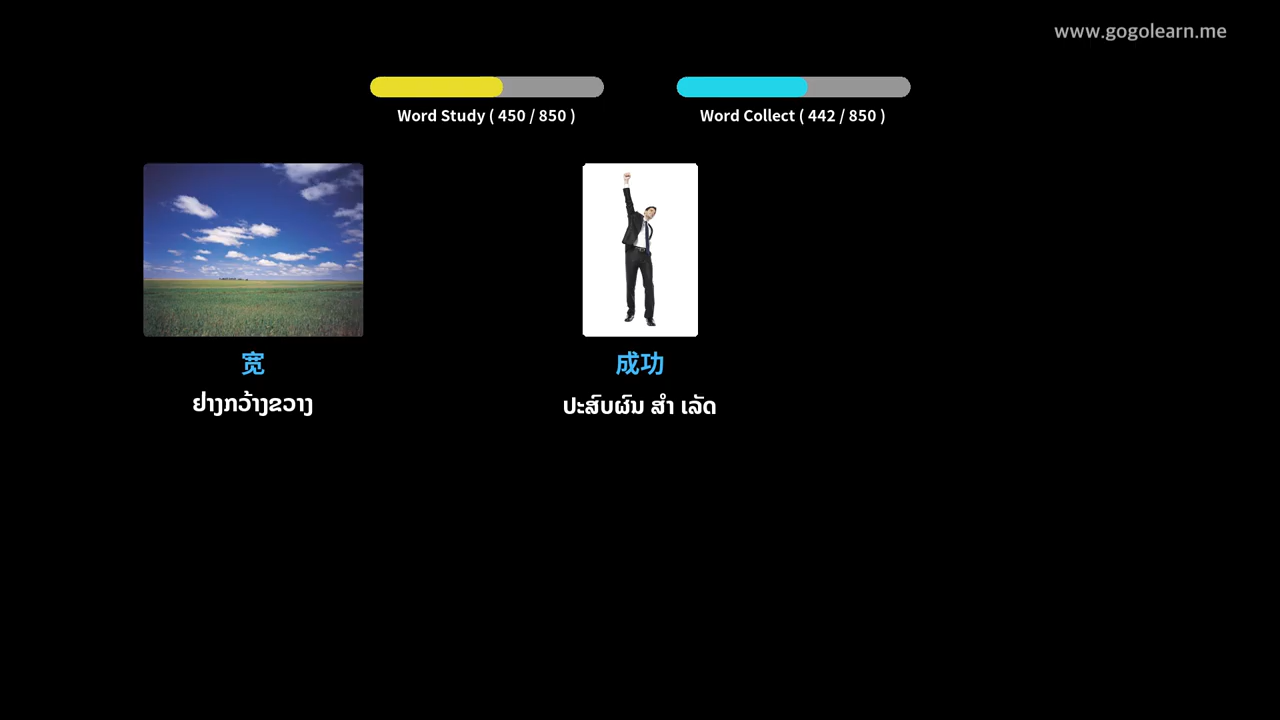 www.gogolearn.me
Word Study ( 450 / 850 )
Word Collect ( 442 / 850 )
宽
ຢ່າງກວ້າງຂວາງ
成功
ປະສົບຜົນ ສຳ ເລັດ